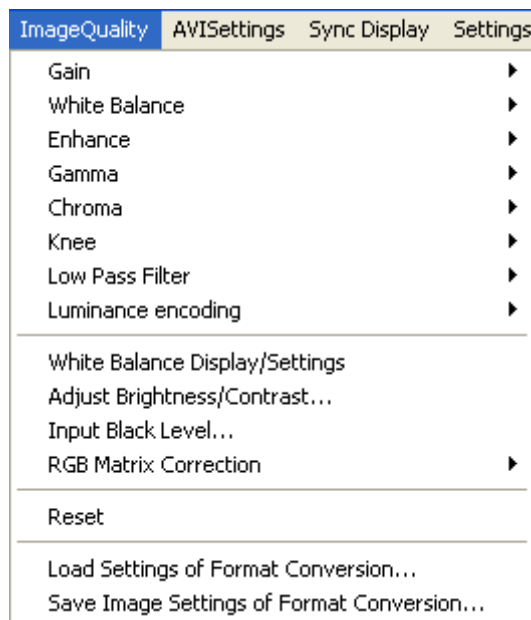 ImageQuality AVISettings Sync Display Settings
Gain
White Balance
Enhance
Gamma
Chroma
Knee
Low Pass Filter
Luminance encoding
White Balance Display/Settings
Adjust Brightness/Contrast...
Input Black Level...
RGB Matrix Correction
Reset
Load Settings of Format Conversion...
Save Image Settings of Format Conversion...